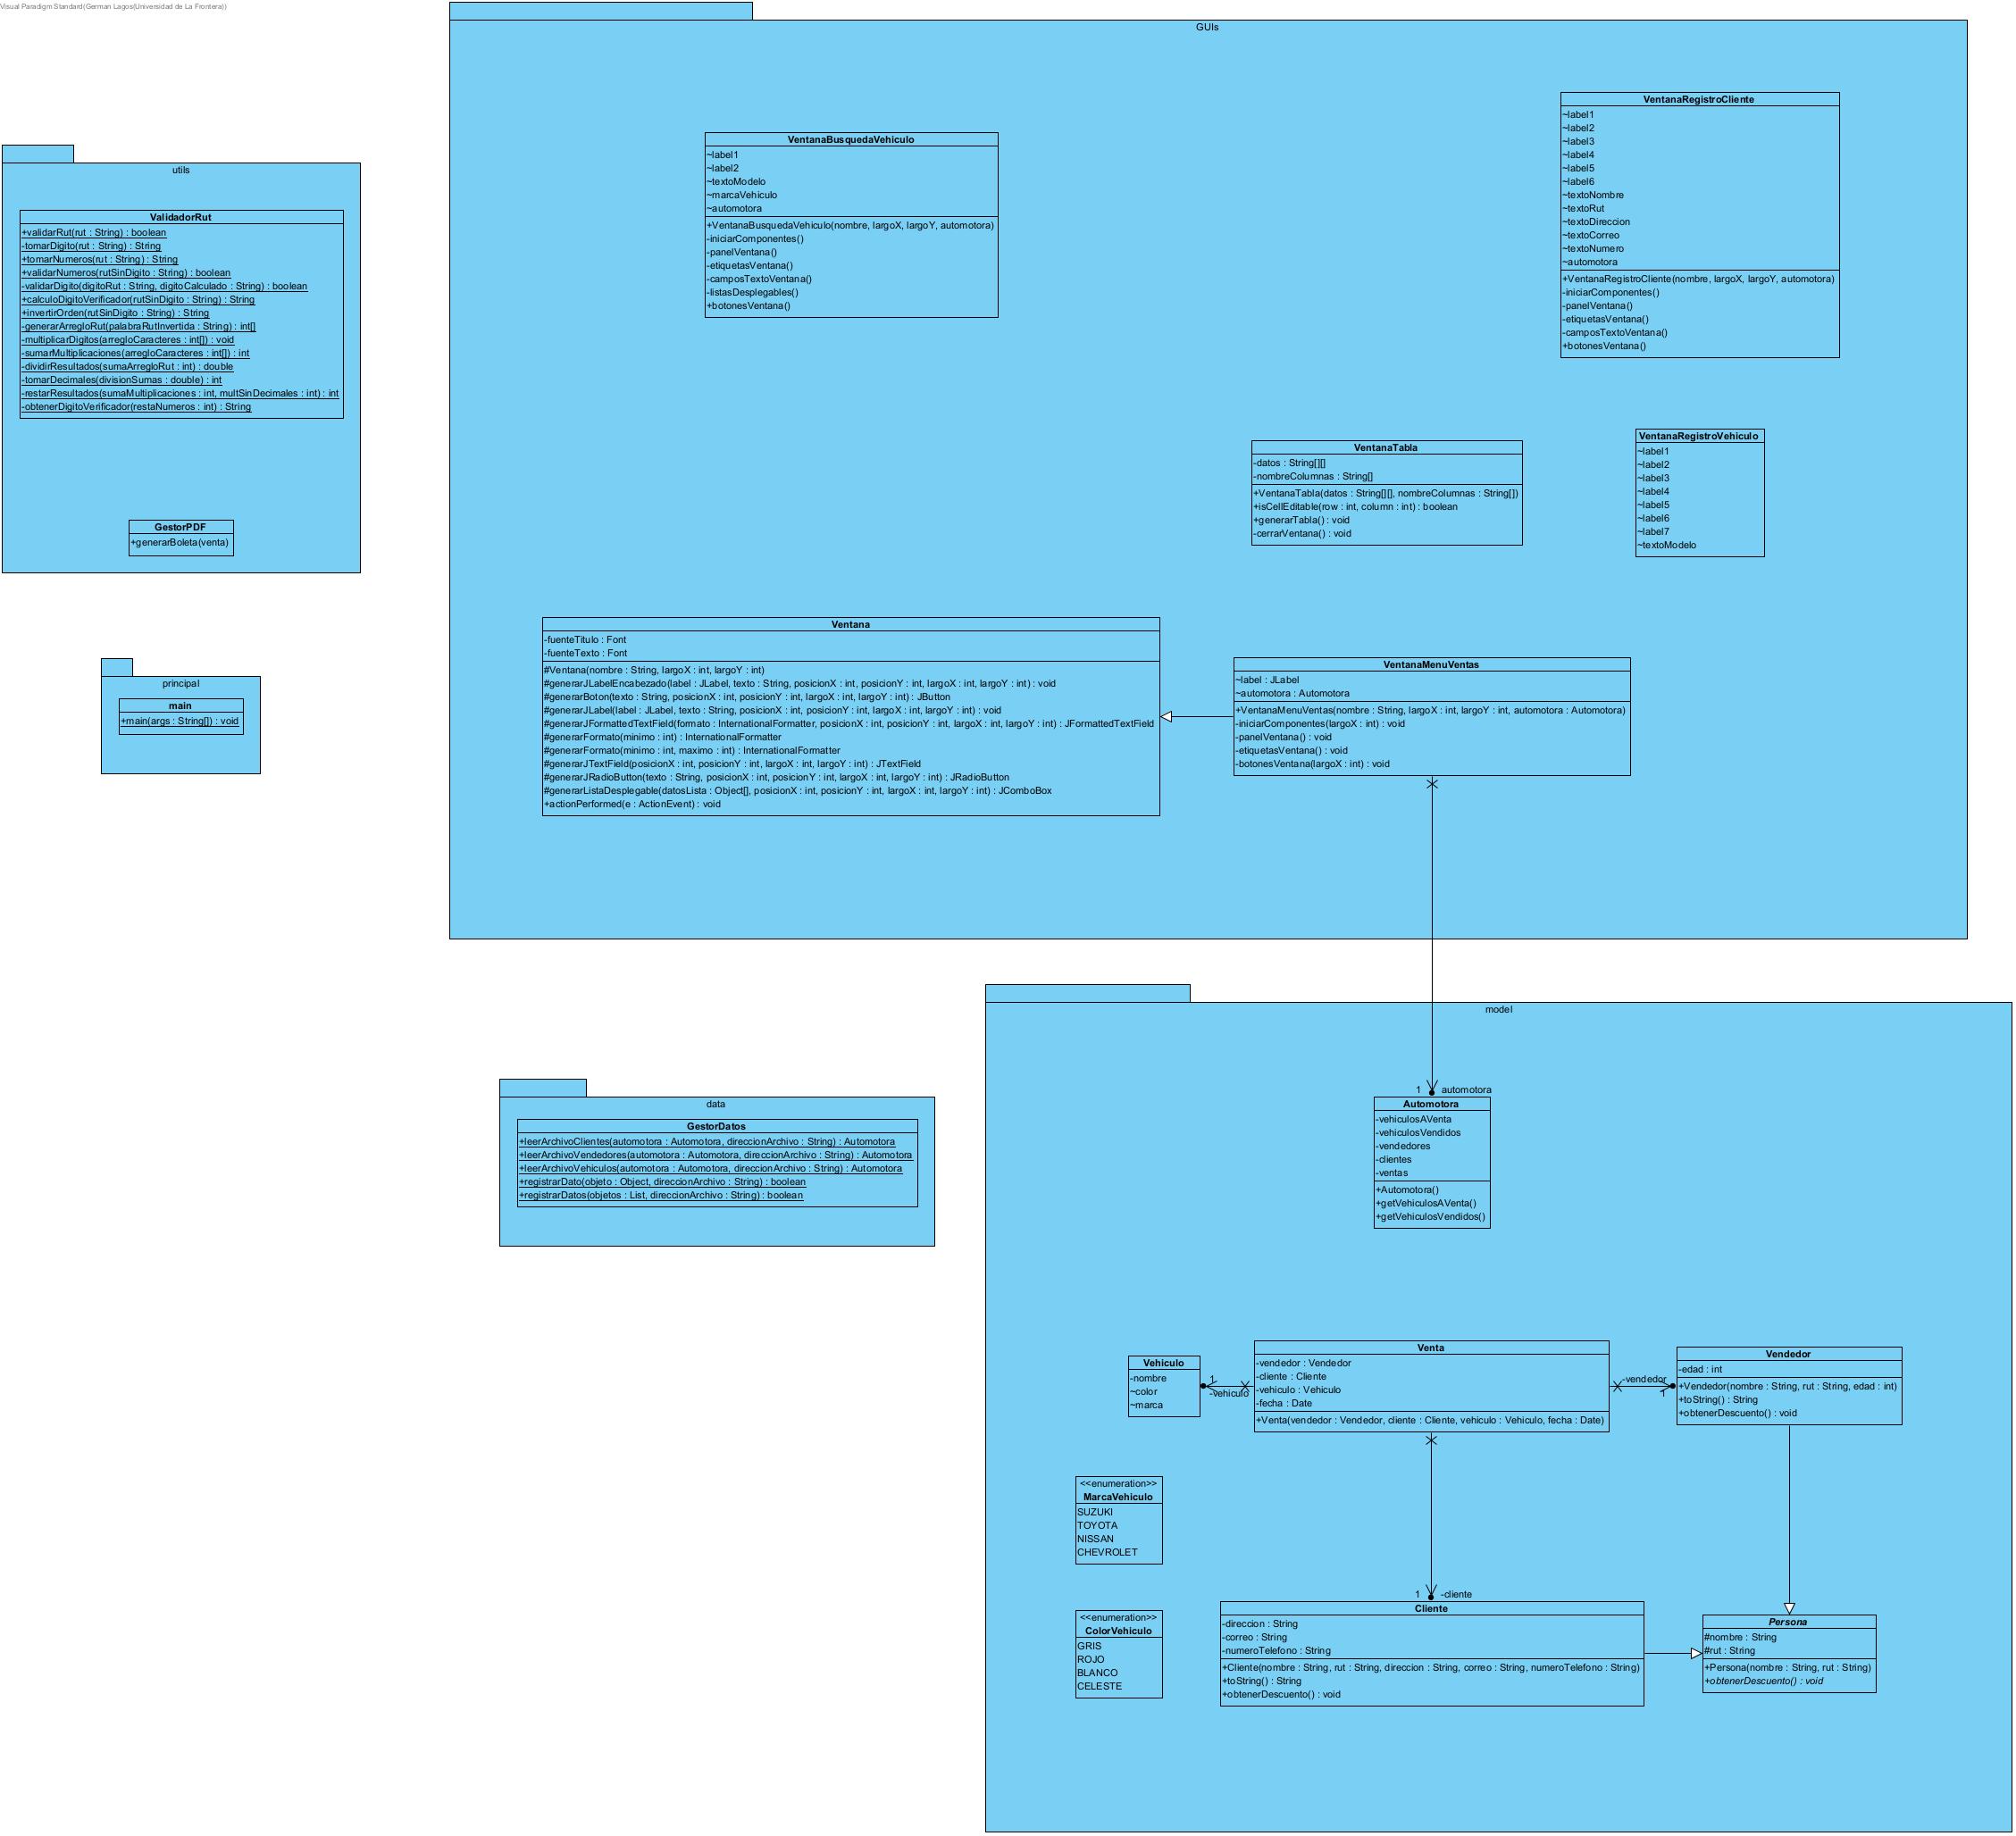 Visual Paradigm Standard(German Lagos(Universidad de La Frontera))
GUIs
VentanaBusquedaVehiculo
~label1
~label2
~textoModelo
~marcaVehiculo
~automotora
+VentanaBusquedaVehiculo(nombre, largoX, largoY, automotora)
-iniciarComponentes()
-panelVentana()
-etiquetasVentana()
-camposTextoVentana()
-listasDesplegables()
+botonesVentana()
VentanaRegistroCliente
~label1
~label2
~label3
~label4
~label5
~label6
~textoNombre
~textoRut
~textoDireccion
~textoCorreo
~textoNumero
~automotora
+VentanaRegistroCliente(nombre, largoX, largoY, automotora)
-iniciarComponentes()
-panelVentana()
-etiquetasVentana()
-camposTextoVentana()
+botonesVentana()
utils
ValidadorRut
+validarRut(rut : String) : boolean
-tomarDigito(rut : String) : String
+tomarNumeros(rut : String) : String
+validarNumeros(rutSinDigito : String) : boolean
-validarDigito(digitoRut : String, digitoCalculado : String) : boolean
+calculoDigitoVerificador(rutSinDigito : String) : String
+invertirOrden(rutSinDigito : String) : String
-generarArregloRut(palabraRutInvertida : String) : int[]
-multiplicarDigitos(arregloCaracteres : int[]) : void
-sumarMultiplicaciones(arregloCaracteres : int[]) : int
-dividirResultados(sumaArregloRut : int) : double
-tomarDecimales(divisionSumas : double) : int
-restarResultados(sumaMultiplicaciones : int, multSinDecimales : int) : int
-obtenerDigitoVerificador(restaNumeros : int) : String
GestorPDF
+generarBoleta(venta)
VentanaTabla
-datos : String[][]
-nombreColumnas : String[]
+VentanaTabla(datos : String[][], nombreColumnas : String[])
+isCellEditable(row : int, column : int) : boolean
+generarTabla() : void
-cerrarVentana() : void
VentanaRegistroVehiculo
~label1
~label2
~label3
~label4
~label5
~label6
~label7
~textoModelo
principal
main
+main(args : String[]) : void
Ventana
-fuenteTitulo : Font
-fuenteTexto : Font
#Ventana(nombre : String, largoX : int, largoY : int)
#generarJLabelEncabezado(label : JLabel, texto : String, posicionX : int, posicionY : int, largoX : int, largoY : int) : void
#generarBoton(texto : String, posicionX : int, posicionY : int, largoX : int, largoY : int) : JButton
#generarJLabel(label : JLabel, texto : String, posicionX : int, posicionY : int, largoX : int, largoY : int) : void
#generarJFormattedTextField(formato : InternationalFormatter, posicionX : int, posicionY : int, largoX : int, largoY : int) : JFormattedTextField
#generarFormato(minimo : int) : InternationalFormatter
#generarFormato(minimo : int, maximo : int) : InternationalFormatter
#generarJTextField(posicionX : int, posicionY : int, largoX : int, largoY : int) : JTextField
#generarJRadioButton(texto : String, posicionX : int, posicionY : int, largoX : int, largoY : int) : JRadioButton
#generarListaDesplegable(datosLista : Object[], posicionX : int, posicionY : int, largoX : int, largoY : int) : JComboBox
+actionPerformed(e : ActionEvent) : void
VentanaMenuVentas
~label : JLabel
~automotora : Automotora
+VentanaMenuVentas(nombre : String, largoX : int, largoY : int, automotora : Automotora)
-iniciarComponentes(largoX : int) : void
-panelVentana() : void
-etiquetasVentana() : void
-botonesVentana(largoX : int) : void
model
1 automotora
Automotora
-vehiculosAVenta
-vehiculosVendidos
-vendedores
-clientes
-ventas
+Automotora()
+getVehiculosAVenta()
+getVehiculosVendidos()
data
GestorDatos
+leerArchivoClientes(automotora : Automotora, direccionArchivo : String) : Automotora
+leerArchivoVendedores(automotora : Automotora, direccionArchivo : String) : Automotora
+leerArchivoVehiculos(automotora : Automotora, direccionArchivo : String) : Automotora
+registrarDato(objeto : Object, direccionArchivo : String) : boolean
+registrarDatos(objetos : List, direccionArchivo : String) : boolean
Vehiculo
-nombre
~color
~marca
1
-vehiculo
Venta
-vendedor : Vendedor
-cliente : Cliente
-vehiculo : Vehiculo
-fecha : Date
+Venta(vendedor : Vendedor, cliente : Cliente, vehiculo : Vehiculo, fecha : Date)
-vendedor
1
Vendedor
-edad : int
+Vendedor(nombre : String, rut : String, edad : int)
+toString() : String
+obtenerDescuento() : void
<<enumeration>>
MarcaVehiculo
SUZUKI
TOYOTA
NISSAN
CHEVROLET
<<enumeration>>
ColorVehiculo
GRIS
ROJO
BLANCO
CELESTE
1 -cliente
Cliente
-direccion : String
-correo : String
-numeroTelefono : String
+Cliente(nombre : String, rut : String, direccion : String, correo : String, numeroTelefono : String)
+toString() : String
+obtenerDescuento() : void
Persona
#nombre : String
#rut : String
+Persona(nombre : String, rut : String)
+obtenerDescuento() : void